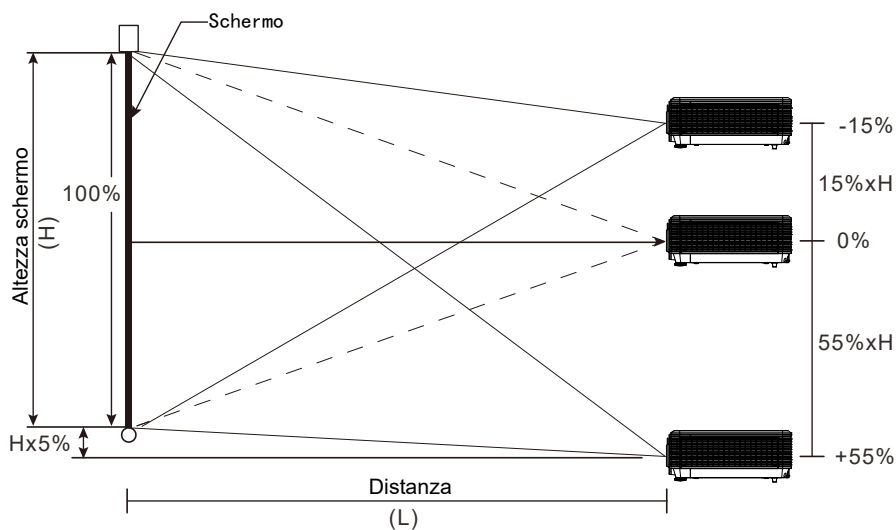 Schermo
-15%
15%xH
100%
Altezza schermo
(H)
0%
55%xH
Hx5%
+55%
Distanza
(L)